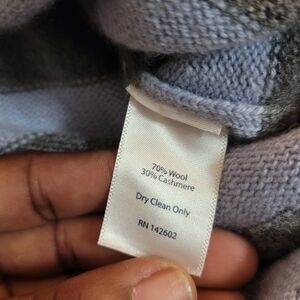 70% Wool
30% Cashmere
Dry Clean Only
RN 142602